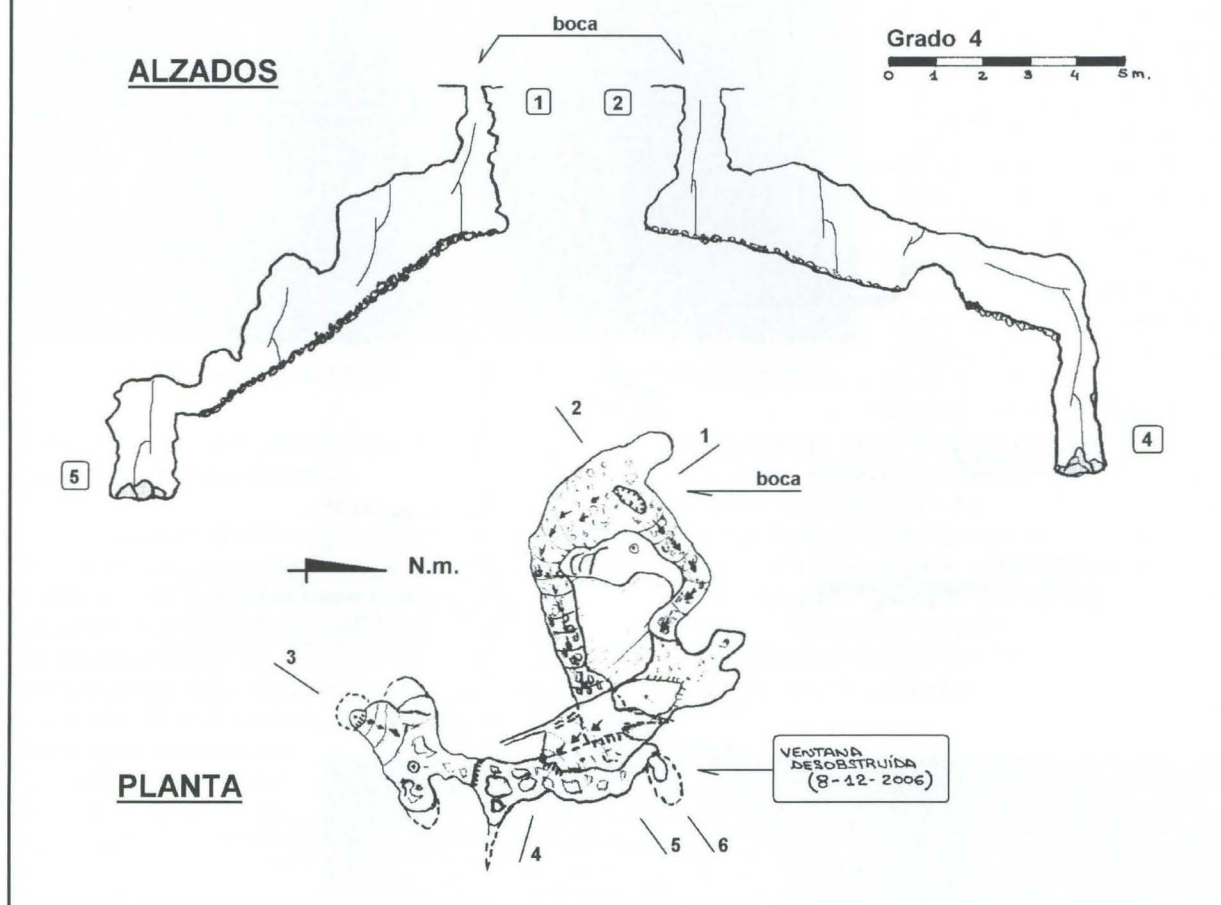 boca
Grado 4
0 1 2 3 4 5 m.
ALZADOS
1
2
5
4
2
1
boca
N.m.
3
VENTANA
DESOBSTRUÍDA
(8-12-2006)
PLANTA
4
5
6